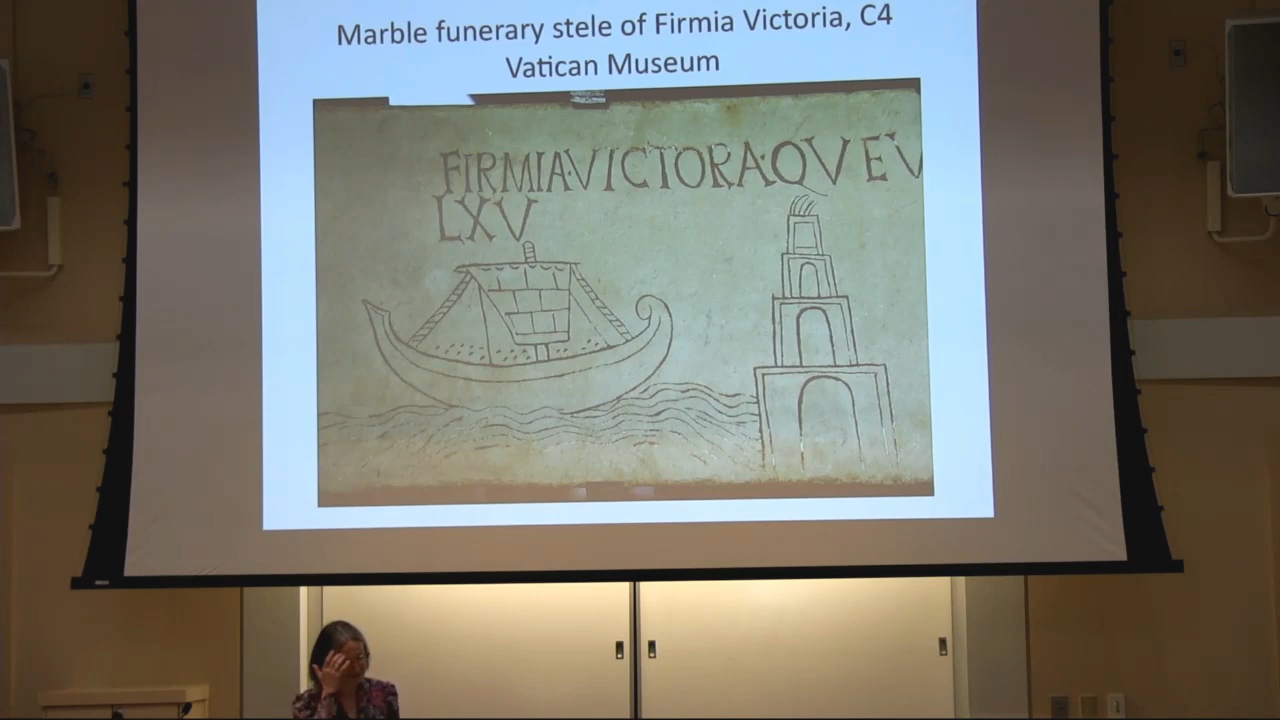 Marble funerary stele of Firmia Victoria, C4
Vatican Museum
FIRMIA·VICTORA·QVEV
LXV